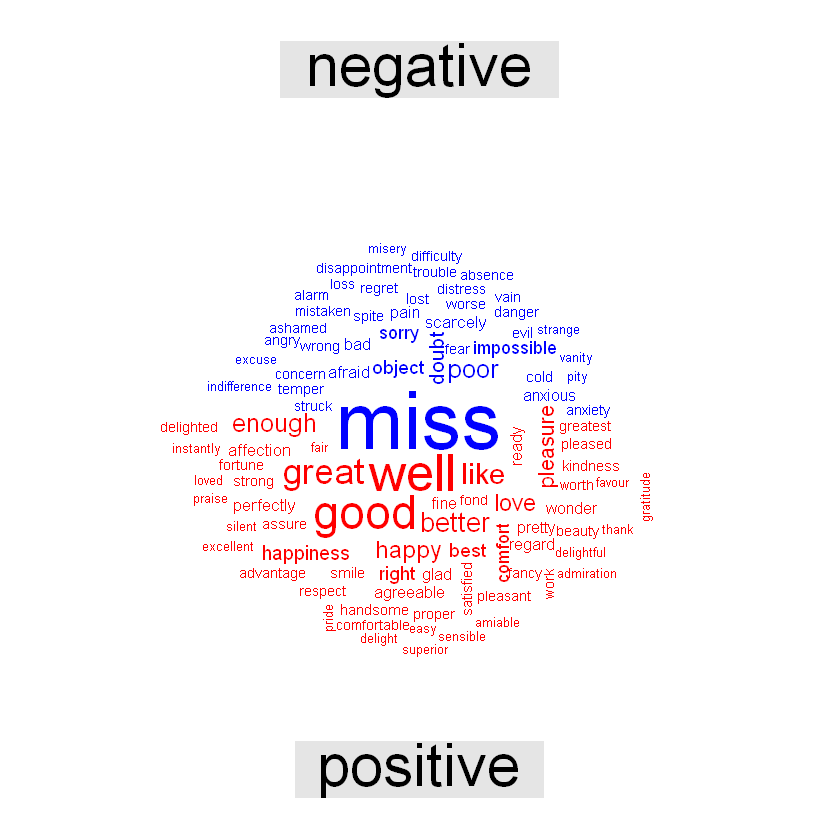 negative
misery
difficulty
disappointment trouble absence
loss regret distress
alarm lost worse vain
mistaken spite pain danger
ashamed sorry scarcely evil strange
angry wrong bad doubt fear impossible
excuse object poor vanity
concern afraid cold pity
indifference temper anxious
struck miss anxiety
delighted enough pleasure greatest
instantly affection fair ready pleased
fortune great well like kindness
loved strong worth favour
praise perfectly good fine fond love wonder gratitude
silent assure better pretty beauty thank
excellent happiness happy best comfort regard delightful
advantage smile right glad satisfied fancy work admiration
respect agreeable pleasant
pride handsome proper
comfortable easy amiable
delight sensible
superior
positive